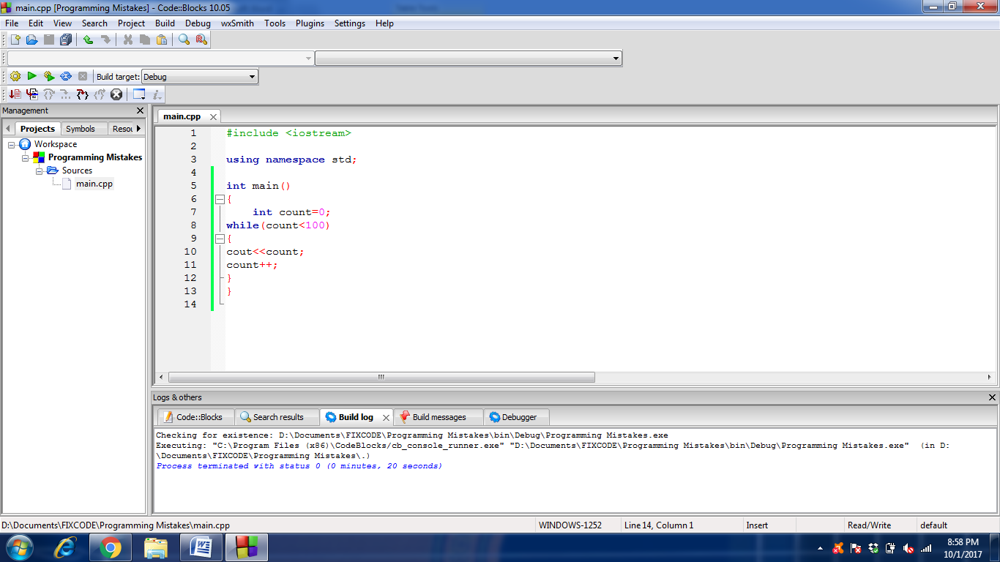 main.cpp [Programming Mistakes] - Code::Blocks 10.05
File Edit View Search Project Build Debug wxSmith Tools Plugins Settings Help
Build target: Debug
Management
Projects Symbols Resou
Workspace
Programming Mistakes
Sources
main.cpp
main.cpp
1 #include <iostream>
2
3 using namespace std;
4
5 int main()
6 {
7 int count=0;
8 while(count<100)
9 {
10 cout<<count;
11 count++;
12 }
13 }
14
Logs & others
Code::Blocks Search results Build log Build messages Debugger
Checking for existence: D:\Documents\FIXCODE\Programming Mistakes\bin\Debug\Programming Mistakes.exe
Executing: "C:\Program Files (x86)\CodeBlocks/cb_console_runner.exe" "D:\Documents\FIXCODE\Programming Mistakes\bin\Debug\Programming Mistakes.exe"  (in D:
\Documents\FIXCODE\Programming Mistakes\.)
Process terminated with status 0 (0 minutes, 20 seconds)
D:\Documents\FIXCODE\Programming Mistakes\main.cpp WINDOWS-1252 Line 14, Column 1 Insert Read/Write default
8:58 PM
10/1/2017